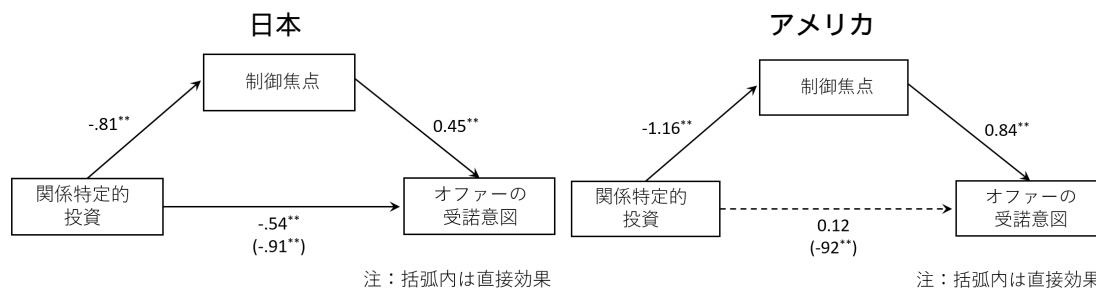 日本
制御焦点
-.81**
0.45**
関係特定的
投資
オファーの
受諾意図
-.54**
(-.91**)
注：括弧内は直接効果
アメリカ
制御焦点
-1.16**
0.84**
関係特定的
投資
オファーの
受諾意図
0.12
(-92**)
注：括弧内は直接効果